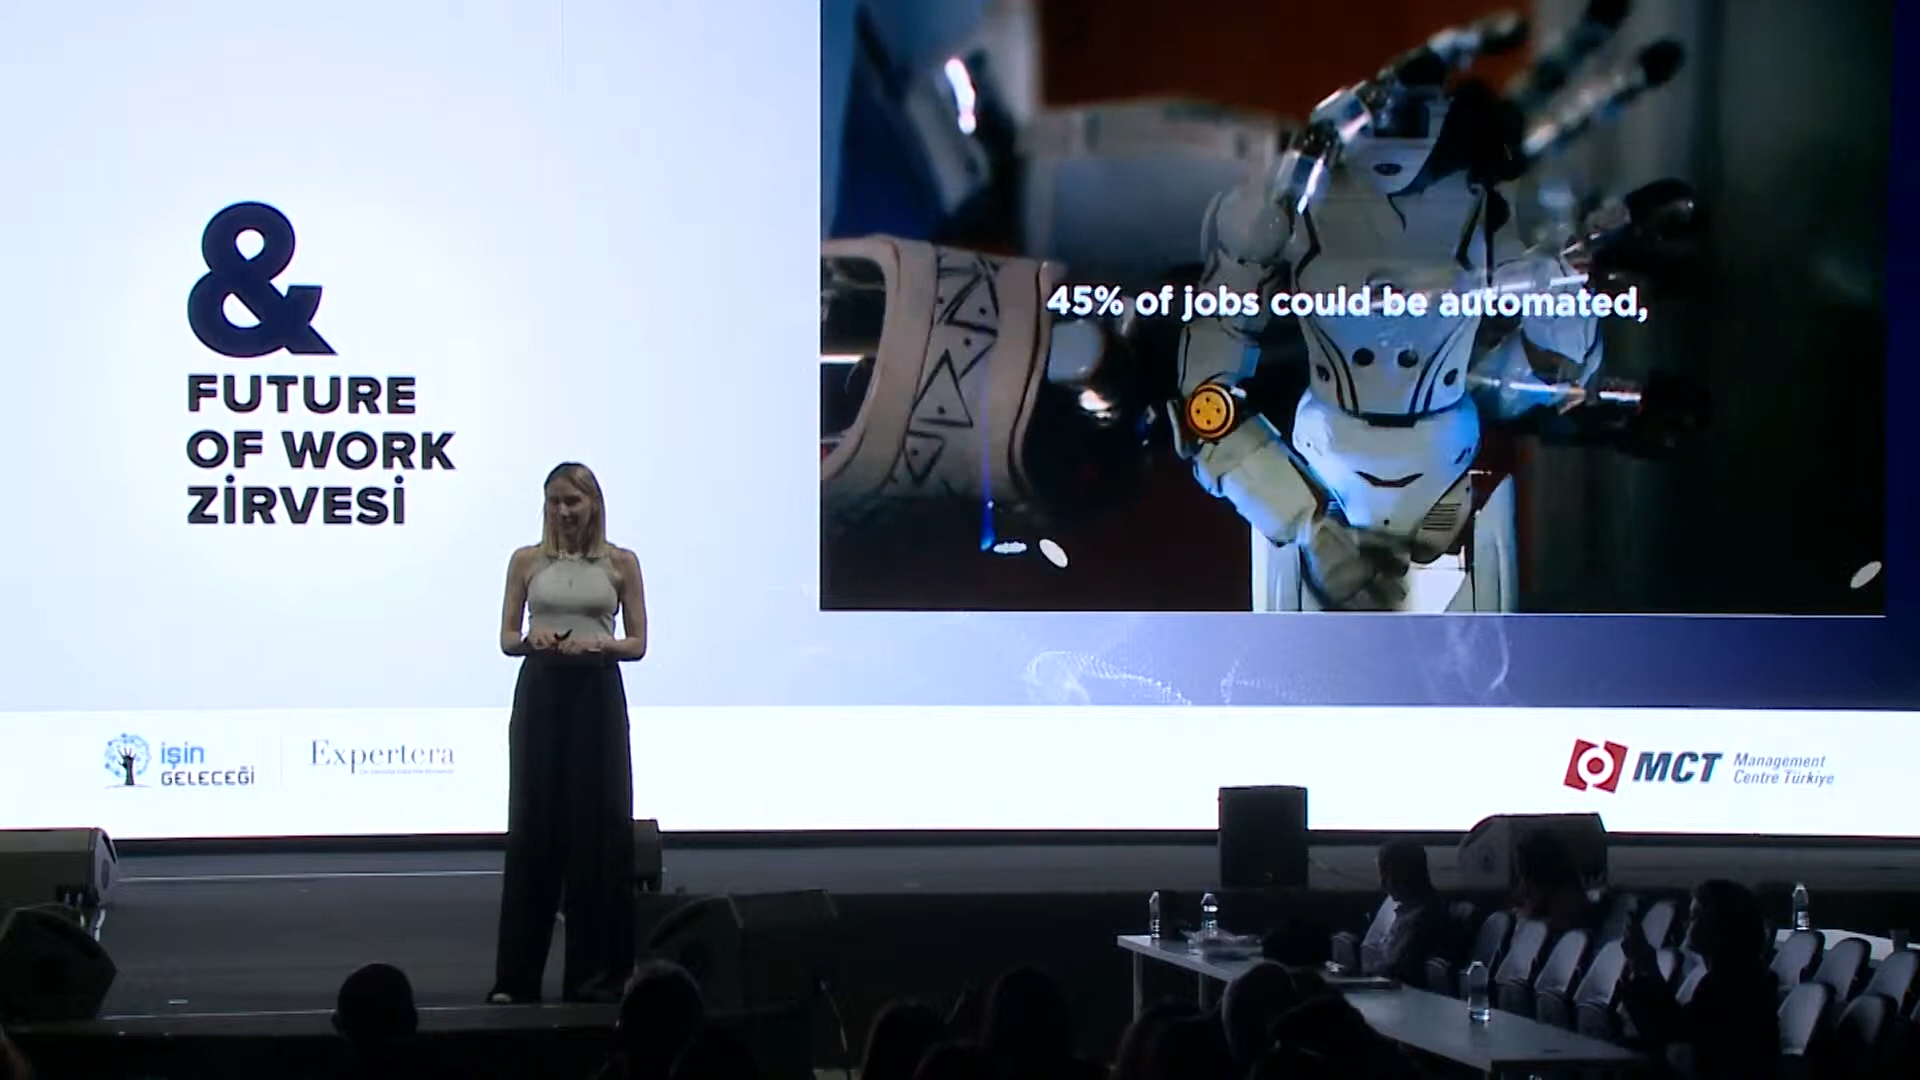 &
FUTURE
OF WORK
ZİRVESİ
45% of jobs could be automated,
işin
GELECEĞİ
Expertera
MCT
Management
Centre Türkiye